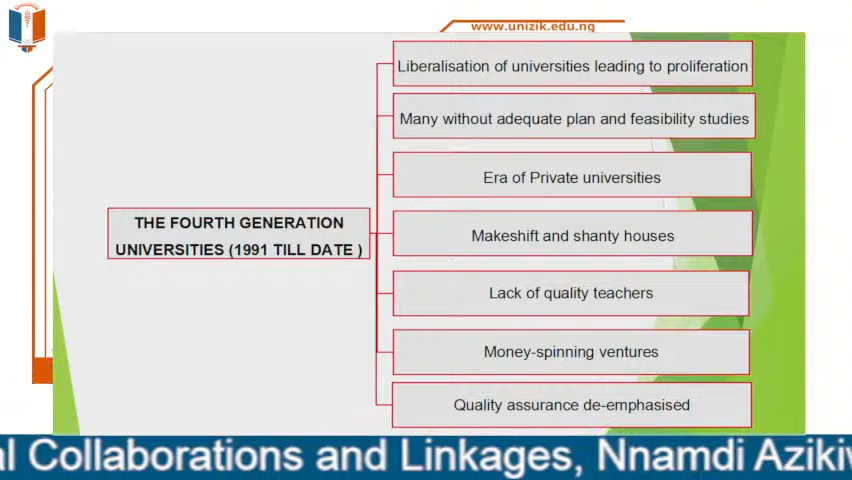 www.unizik.edu.ng
Liberalisation of universities leading to proliferation
Many without adequate plan and feasibility studies
Era of Private universities
THE FOURTH GENERATION
UNIVERSITIES (1991 TILL DATE )
Makeshift and shanty houses
Lack of quality teachers
Money-spinning ventures
Quality assurance de-emphasised
Collaborations and Linkages, Nnamdi